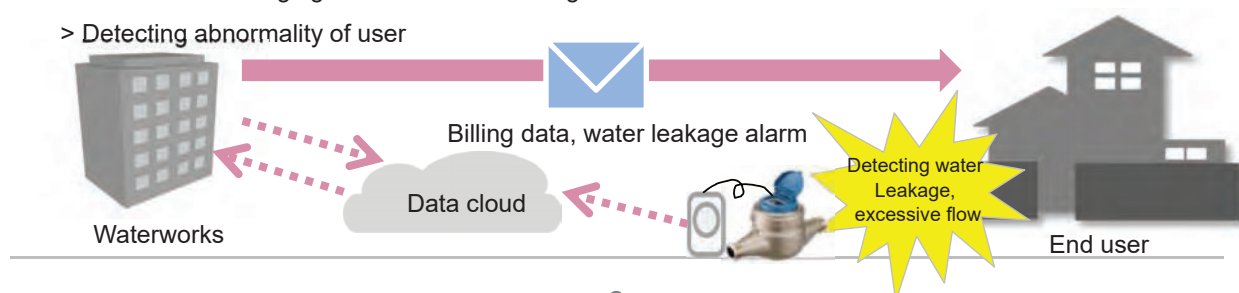 > Detecting abnormality of user
Billing data, water leakage alarm
Detecting water
Leakage,
excessive flow
Data cloud
Waterworks
End user